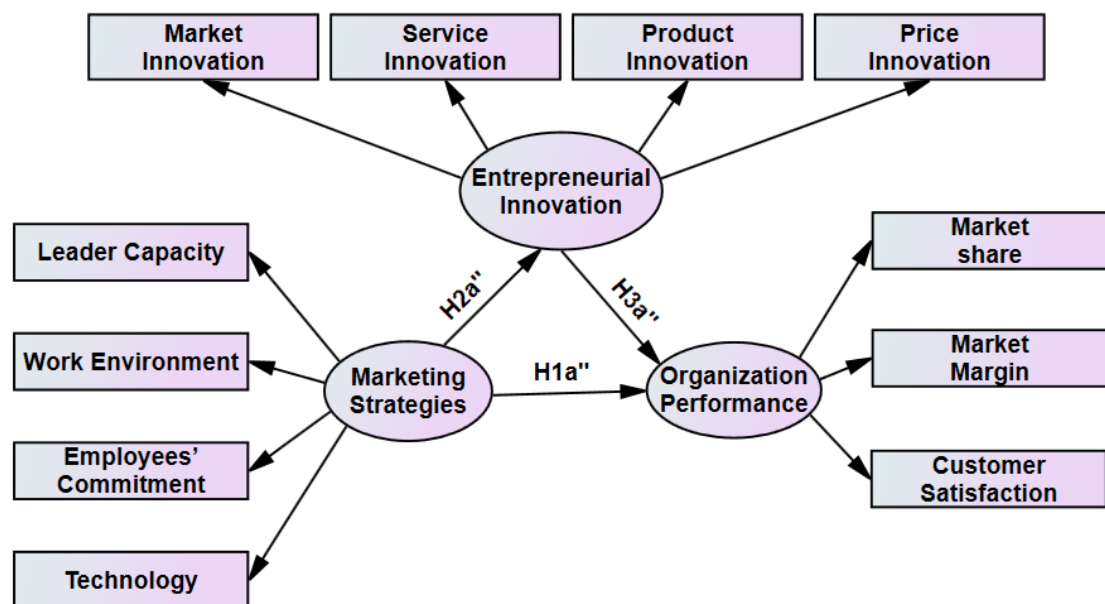 Market
Innovation
Service
Innovation
Product
Innovation
Price
Innovation
Entrepreneurial
Innovation
Leader Capacity
Market
share
H2a"
H3a"
Work Environment
Marketing
Strategies
H1a"
Organization
Performance
Market
Margin
Employees’
Commitment
Customer
Satisfaction
Technology